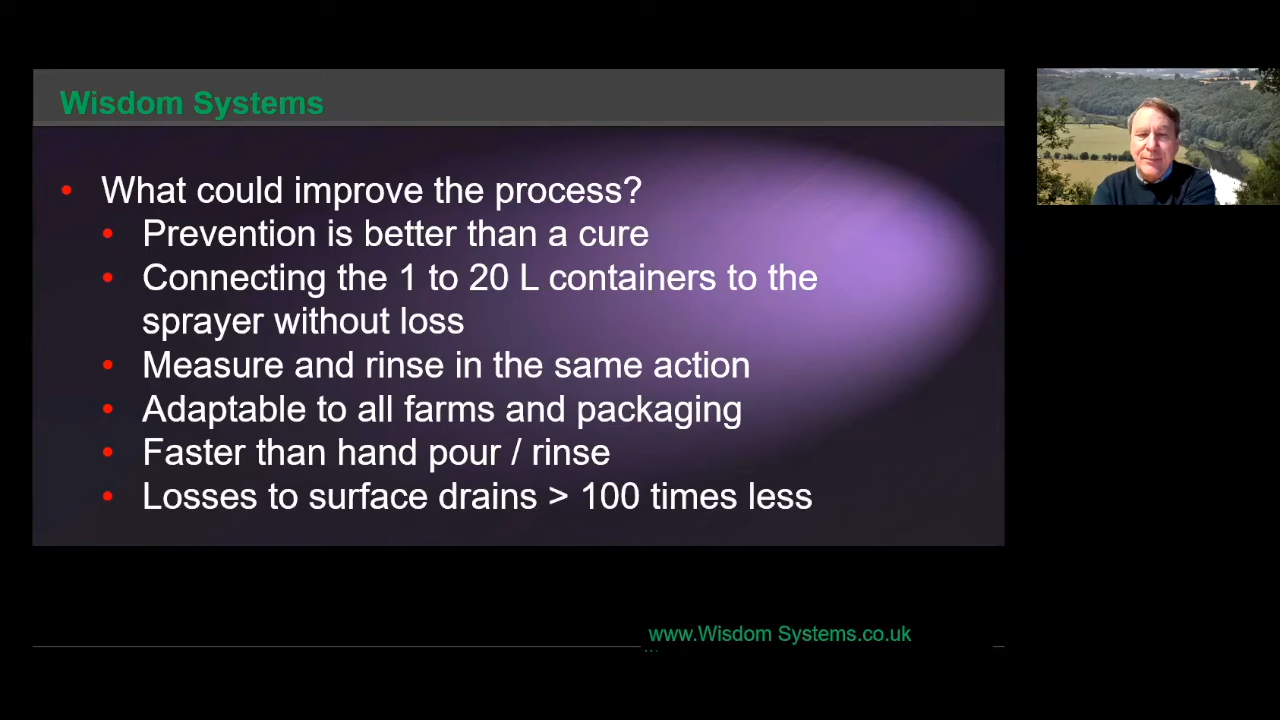 Wisdom Systems
• What could improve the process?
• Prevention is better than a cure
• Connecting the 1 to 20 L containers to the
sprayer without loss
• Measure and rinse in the same action
• Adaptable to all farms and packaging
• Faster than hand pour / rinse
• Losses to surface drains > 100 times less
www.Wisdom Systems.co.uk